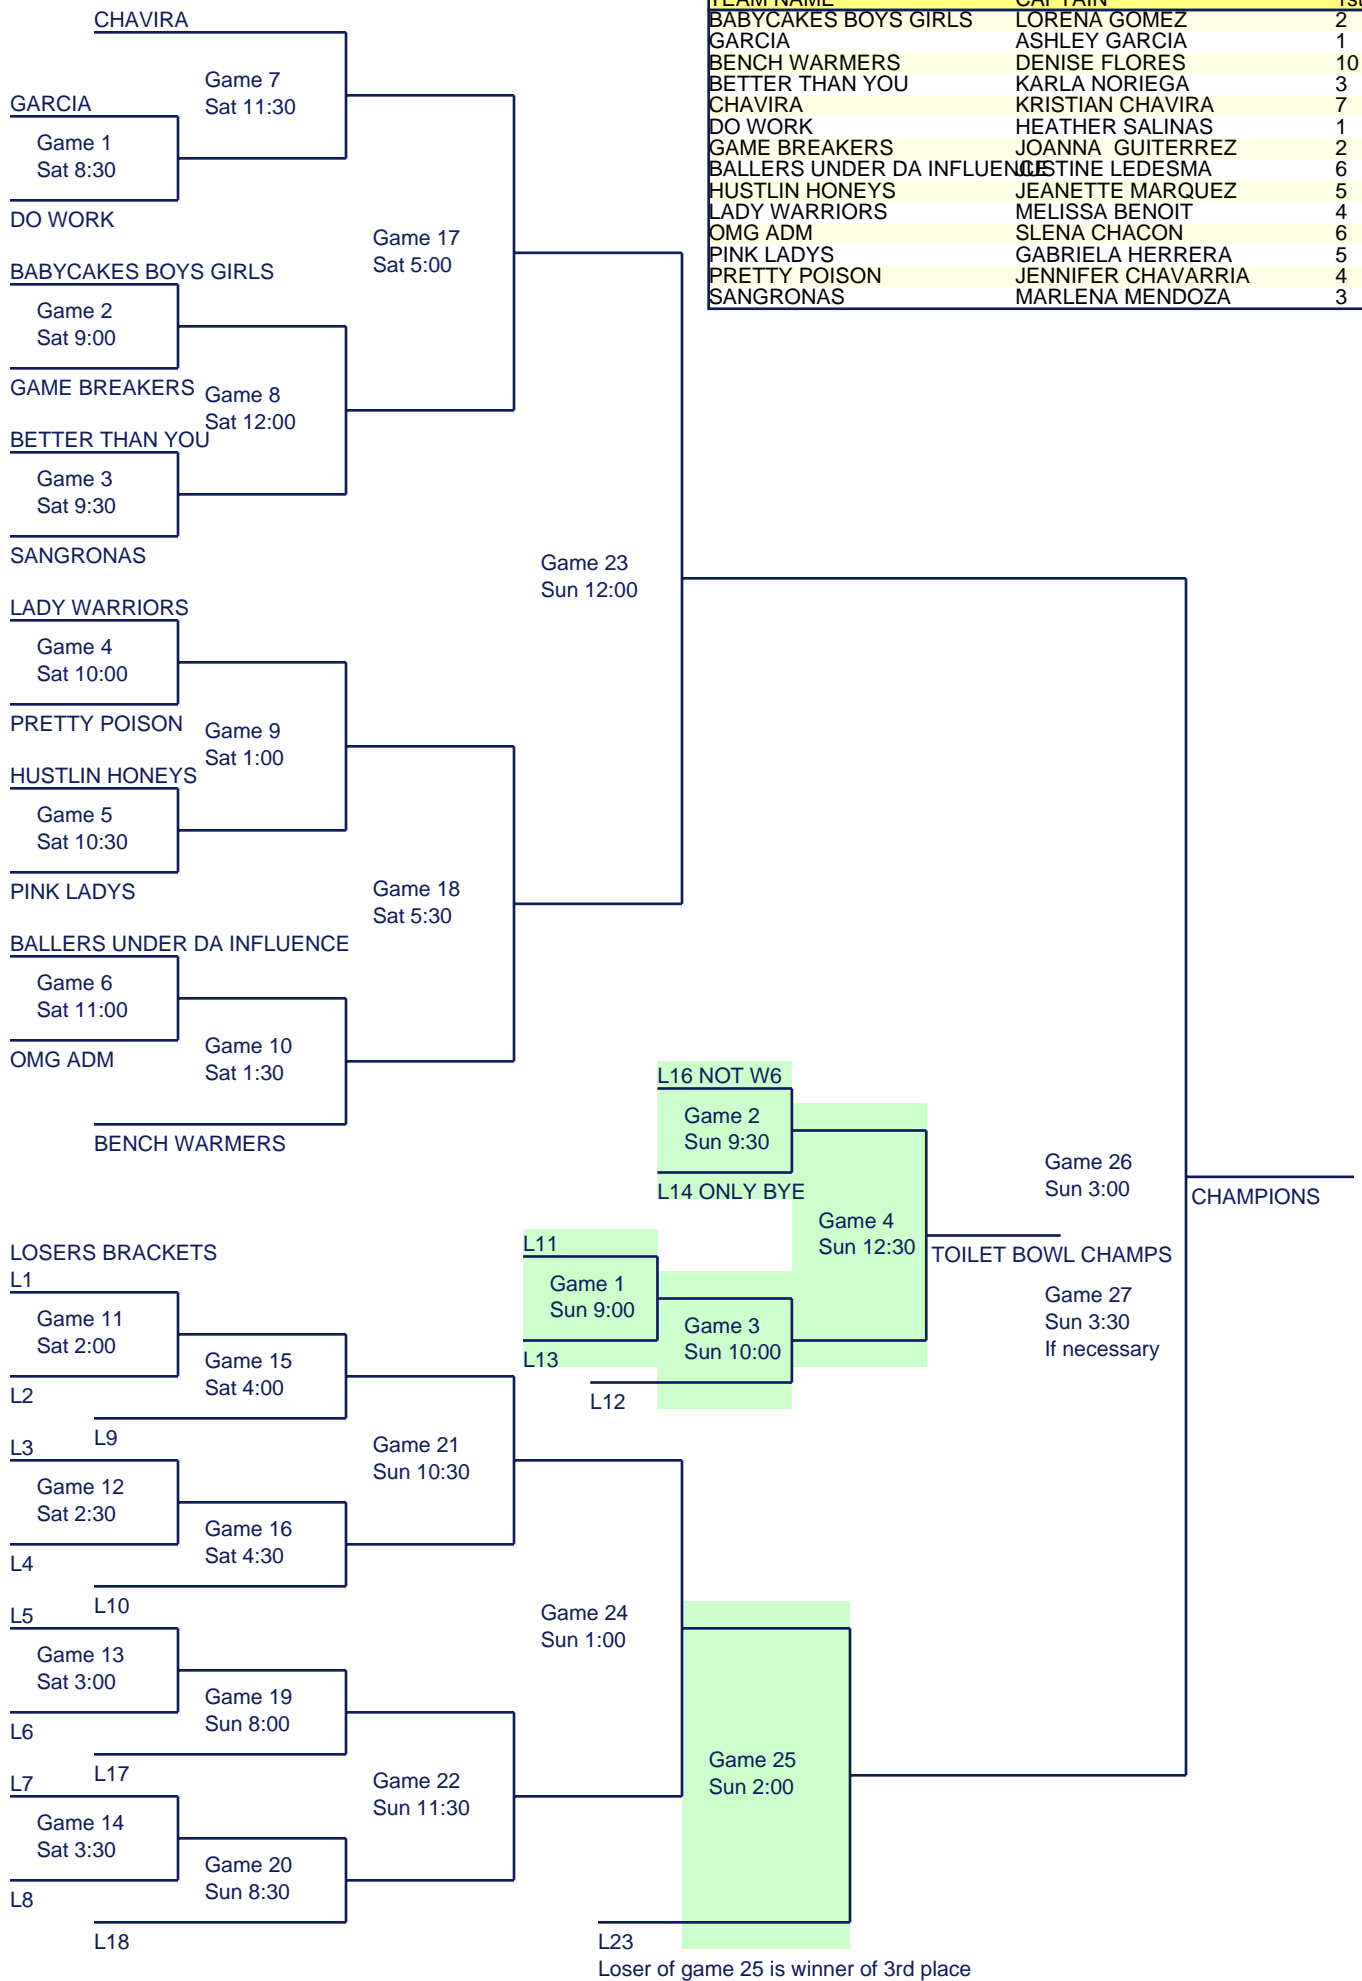 TEAM NAME CAPTAIN 1st
BABYCAKES BOYS GIRLS LORENA GOMEZ 2
GARCIA ASHLEY GARCIA 1
BENCH WARMERS DENISE FLORES 10
BETTER THAN YOU KARLA NORIEGA 3
CHAVIRA KRISTIAN CHAVIRA 7
DO WORK HEATHER SALINAS 1
GAME BREAKERS JOANNA GUITERREZ 2
BALLERS UNDER DA INFLUENCE JUSTINE LEDESMA 6
HUSTLIN HONEYS JEANETTE MARQUEZ 5
LADY WARRIORS MELISSA BENOIT 4
OMG ADM SLENA CHACON 6
PINK LADYS GABRIELA HERRERA 5
PRETTY POISON JENNIFER CHAVARRIA 4
SANGRONAS MARLENA MENDOZA 3
CHAVIRA
Game 7
Sat 11:30
GARCIA
Game 1
Sat 8:30
DO WORK
Game 17
Sat 5:00
BABYCAKES BOYS GIRLS
Game 2
Sat 9:00
GAME BREAKERS
Game 8
Sat 12:00
BETTER THAN YOU
Game 3
Sat 9:30
SANGRONAS
Game 23
Sun 12:00
LADY WARRIORS
Game 4
Sat 10:00
PRETTY POISON
Game 9
Sat 1:00
HUSTLIN HONEYS
Game 5
Sat 10:30
PINK LADYS
Game 18
Sat 5:30
BALLERS UNDER DA INFLUENCE
Game 6
Sat 11:00
OMG ADM
Game 10
Sat 1:30
BENCH WARMERS
L16 NOT W6
Game 2
Sun 9:30
L14 ONLY BYE
Game 26
Sun 3:00
CHAMPIONS
Game 4
Sun 12:30
TOILET BOWL CHAMPS
L11
Game 1
Sun 9:00
L13
Game 3
Sun 10:00
L12
Game 27
Sun 3:30
If necessary
LOSERS BRACKETS
L1
Game 11
Sat 2:00
L2
Game 15
Sat 4:00
L9
Game 21
Sun 10:30
L3
Game 12
Sat 2:30
L4
Game 16
Sat 4:30
L10
Game 24
Sun 1:00
L5
Game 13
Sat 3:00
L6
Game 19
Sun 8:00
L17
Game 22
Sun 11:30
Game 25
Sun 2:00
L7
Game 14
Sat 3:30
L8
Game 20
Sun 8:30
L18
L23
Loser of game 25 is winner of 3rd place